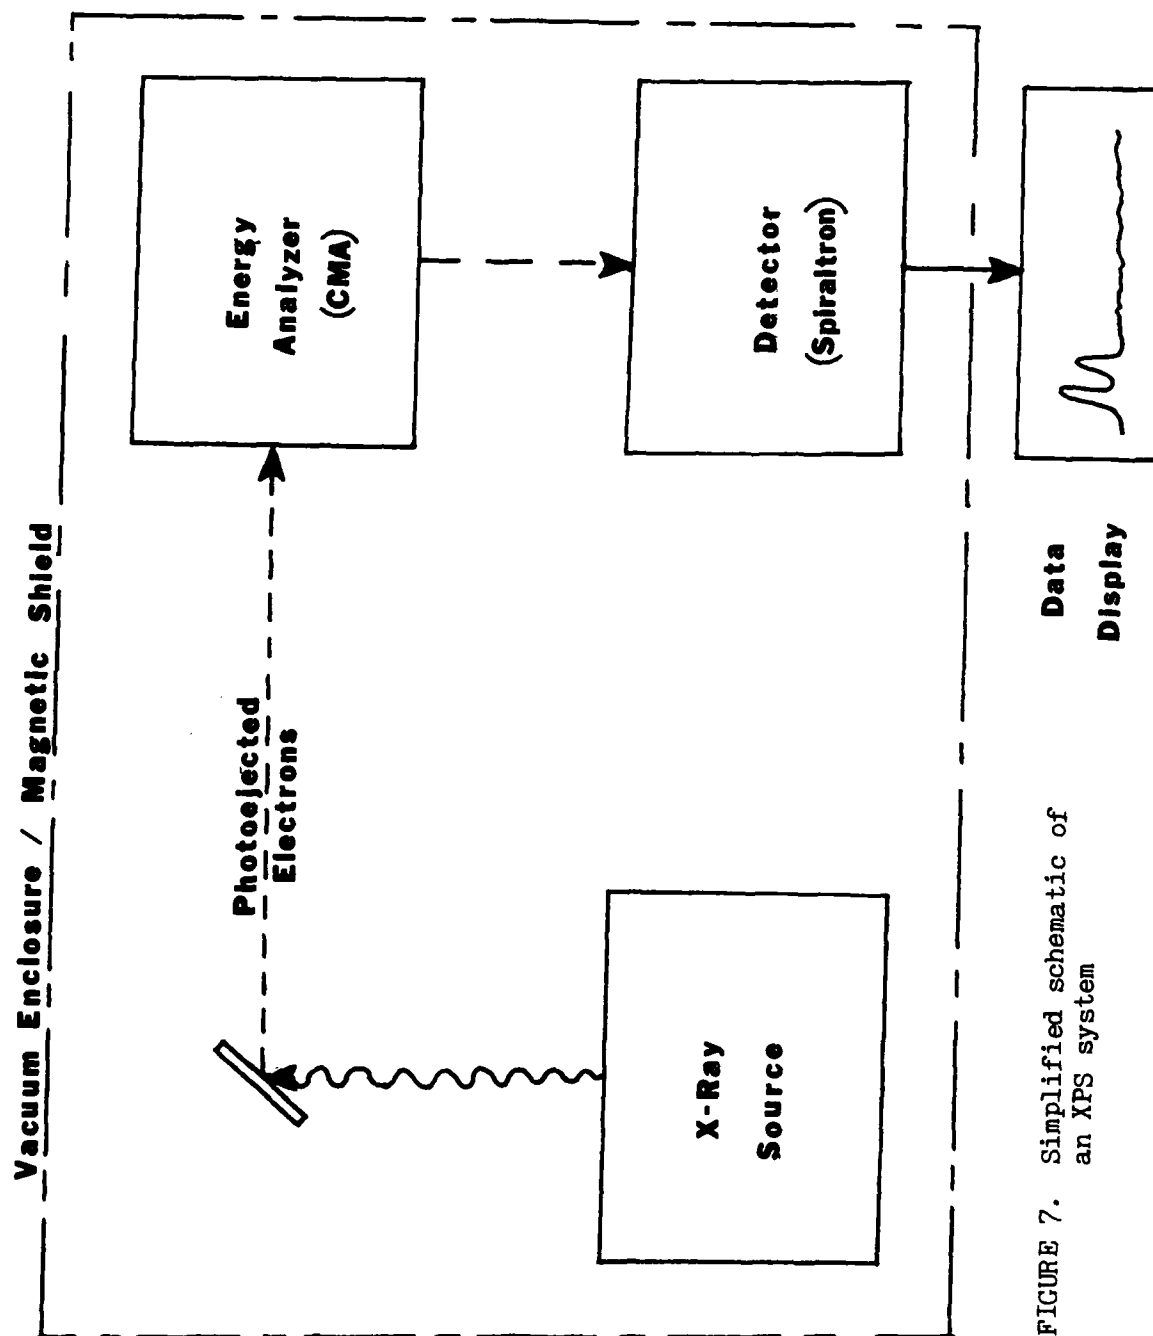 Vacuum Enclosure / Magnetic Shield
Photoejected
Electrons
Energy
Analyzer
(CMA)
X-Ray
Source
Detector
(Spiraltron)
Data
Display
FIGURE 7. Simplified schematic of
an XPS system